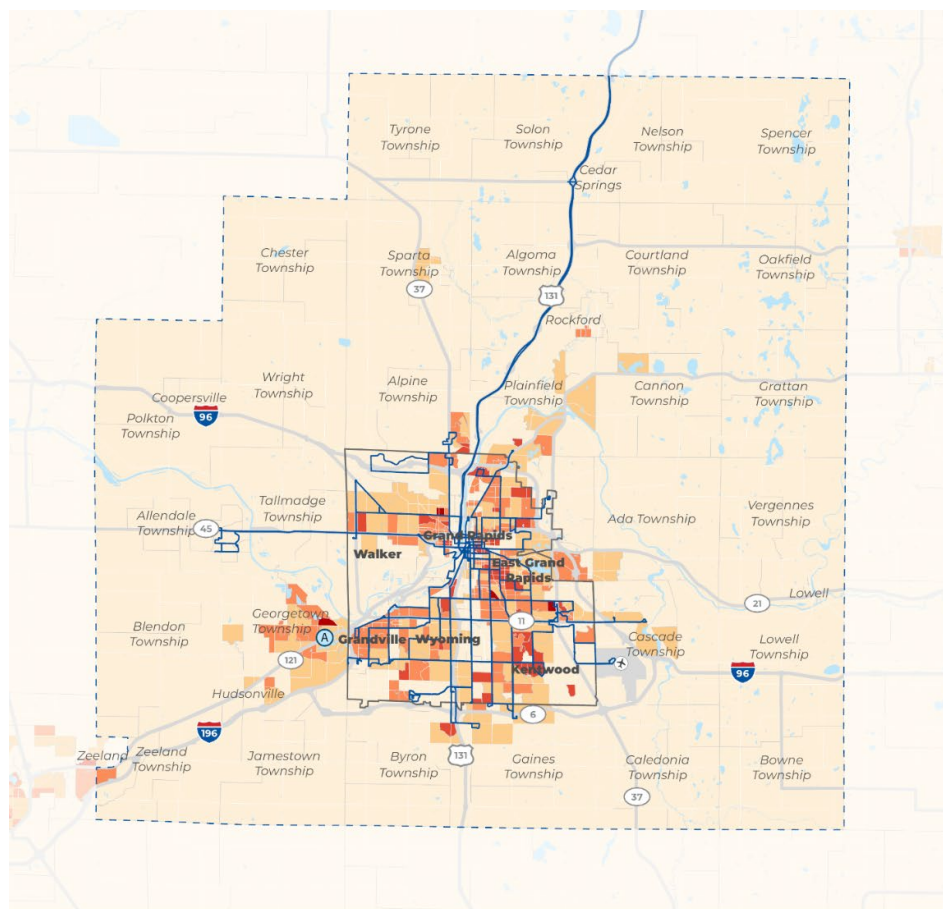 Tyrone
Township
Solon
Township
Nelson
Township
Spencer
Township
Cedar
Springs
Chester
Township
Sparta
Township
Algoma
Township
Courtland
Township
Oakfield
Township
37
131
Rockford
Wright
Township
Alpine
Township
Plainfield
Township
Cannon
Township
Grattan
Township
Coopersville
96
Polkton
Township
Allendale
Township
45
Tallmadge
Township
Grand Rapids
Ada Township
Vergennes
Township
Walker
East Grand
Rapids
Lowell
21
Blendon
Township
Georgetown
Township
A
Grandville
Wyoming
11
Cascade
Township
Lowell
Township
121
Kentwood
96
Hudsonville
6
196
Zeeland
Zeeland
Township
Jamestown
Township
Byron
Township
131
Gaines
Township
Caledonia
Township
Bowne
Township
37